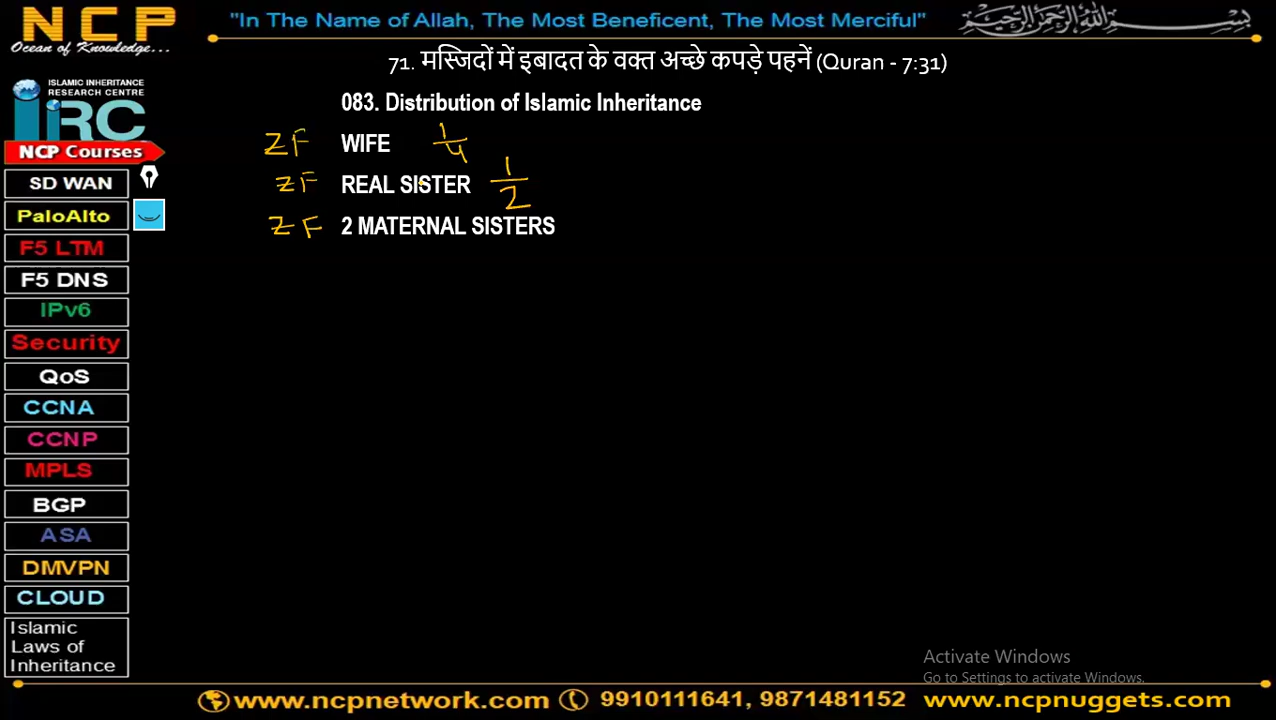 NCP
Ocean of Knowledge...
"In The Name of Allah, The Most Beneficent, The Most Merciful"
بسم الله الرحمن الرحيم
71. मस्जिदों में इबादत के वक्त अच्छे कपड़े पहनें (Quran - 7:31)
ISLAMIC INHERITANCE
RESEARCH CENTRE
IRC
NCP Courses
083. Distribution of Islamic Inheritance
ZF WIFE 1/4
ZF REAL SISTER 1/2
ZF 2 MATERNAL SISTERS
SD WAN
PaloAlto
F5 LTM
F5 DNS
IPv6
Security
QoS
CCNA
CCNP
MPLS
BGP
ASA
DMVPN
CLOUD
Islamic
Laws of
Inheritance
Activate Windows
Go to Settings to activate Windows.
www.ncpnetwork.com 9910111641, 9871481152 www.ncpnuggets.com